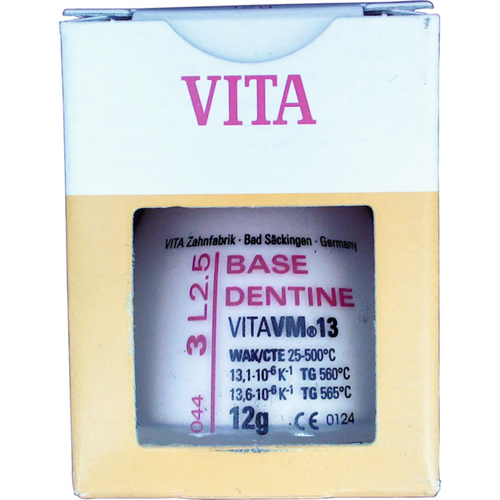 VITA
VITA Zahnfabrik · Bad Säckingen · Germany
044 3 L2.5
BASE
DENTINE
VITAVM®13
WAK/CTE 25-500°C
13,1·10⁻⁶ K⁻¹ TG 560°C
13,6·10⁻⁶ K⁻¹ TG 565°C
12g CE 0124